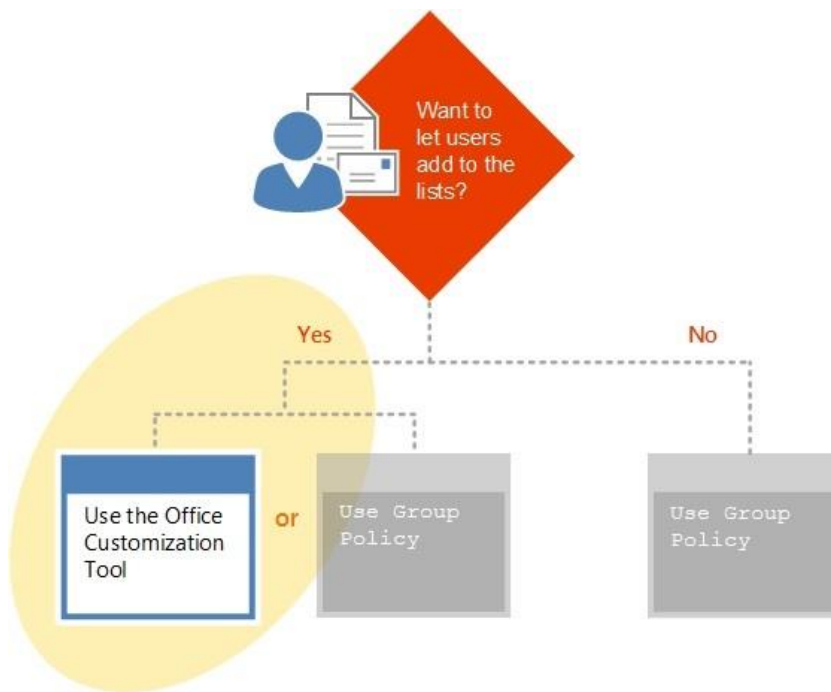 Want to
let users
add to the
lists?
Yes
No
Use the Office
Customization
Tool
or
Use Group
Policy
Use Group
Policy